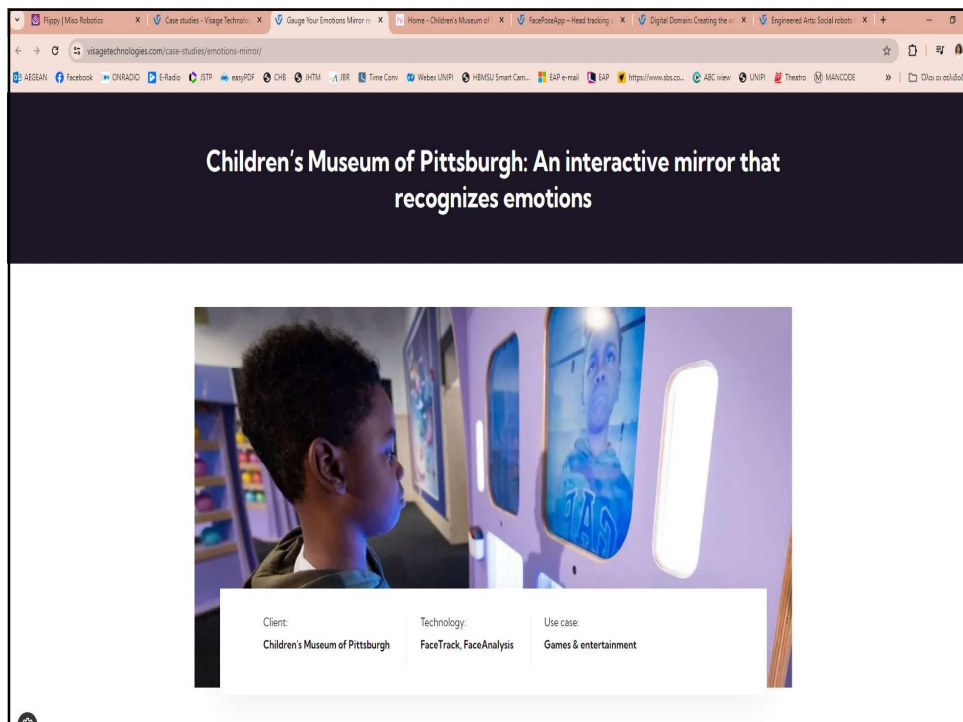 Flippy | Miso Robotics
Case studies - Visage Technolo
Gauge Your Emotions Mirror re
Home - Children's Museum of
FacePoseApp – Head tracking
Digital Domain: Creating the
Engineered Arts: Social robots
visagetechnologies.com/case-studies/emotions-mirror/
AEGEAN Facebook ONRADIO E-Radio JSTP easyPDF CHB JHTM JBR Time Conv Webex UNIPI HBMSU Smart Cam... EAP e-mail EAP https://www.sbs.co... ABC iview UNIPI Theatro MANCODE » Όλοι οι σελιδοδ
Children's Museum of Pittsburgh: An interactive mirror that
recognizes emotions
GAP
Client: Technology: Use case:
Children's Museum of Pittsburgh FaceTrack, FaceAnalysis Games & entertainment